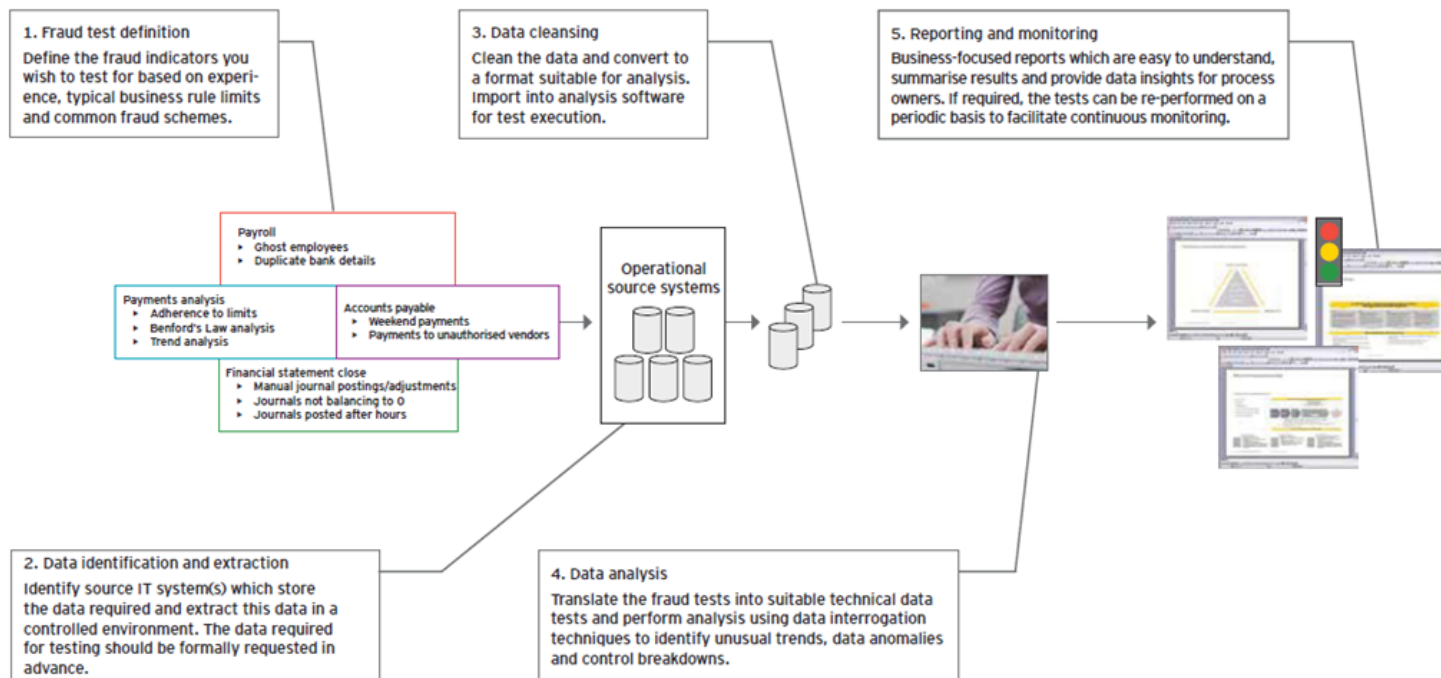 1. Fraud test definition
Define the fraud indicators you
wish to test for based on experi-
ence, typical business rule limits
and common fraud schemes.
3. Data cleansing
Clean the data and convert to
a format suitable for analysis.
Import into analysis software
for test execution.
5. Reporting and monitoring
Business-focused reports which are easy to understand,
summarise results and provide data insights for process
owners. If required, the tests can be re-performed on a
periodic basis to facilitate continuous monitoring.
Payroll
▸ Ghost employees
▸ Duplicate bank details
Payments analysis
▸ Adherence to limits
▸ Benford's Law analysis
▸ Trend analysis
Accounts payable
▸ Weekend payments
▸ Payments to unauthorised vendors
Financial statement close
▸ Manual journal postings/adjustments
▸ Journals not balancing to 0
▸ Journals posted after hours
Operational
source systems
2. Data identification and extraction
Identify source IT system(s) which store
the data required and extract this data in a
controlled environment. The data required
for testing should be formally requested in
advance.
4. Data analysis
Translate the fraud tests into suitable technical data
tests and perform analysis using data interrogation
techniques to identify unusual trends, data anomalies
and control breakdowns.